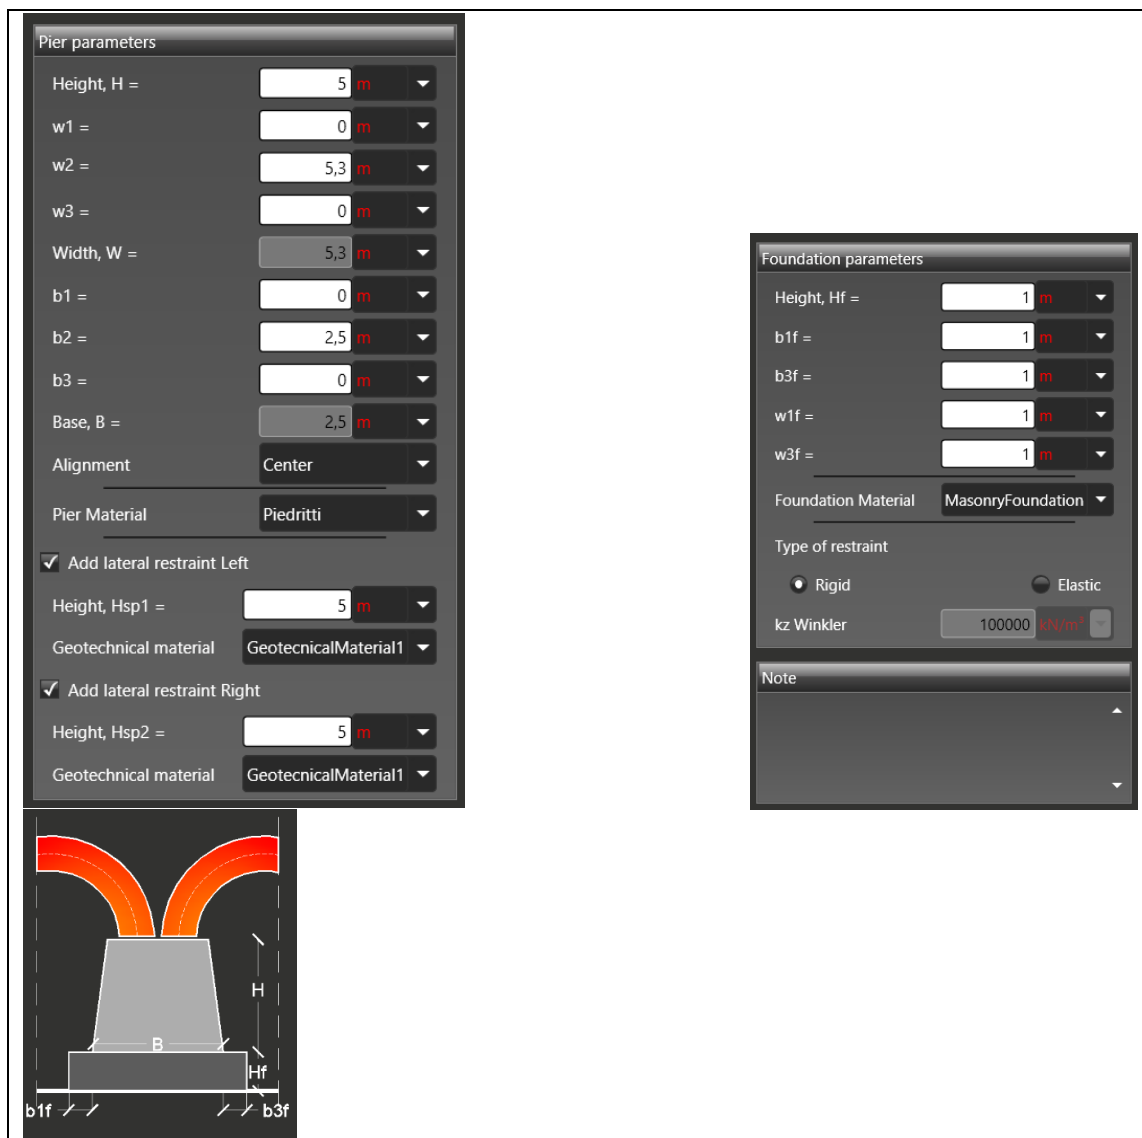 Pier parameters
Height, H = 5 m
w1 = 0 m
w2 = 5,3 m
w3 = 0 m
Width, W = 5,3 m
b1 = 0 m
b2 = 2,5 m
b3 = 0 m
Base, B = 2,5 m
Alignment Center
Pier Material Piedritti
Add lateral restraint Left
Height, Hsp1 = 5 m
Geotechnical material GeotecnicalMaterial1
Add lateral restraint Right
Height, Hsp2 = 5 m
Geotechnical material GeotecnicalMaterial1
Foundation parameters
Height, Hf = 1 m
b1f = 1 m
b3f = 1 m
w1f = 1 m
w3f = 1 m
Foundation Material MasonryFoundation
Type of restraint
Rigid Elastic
kz Winkler 100000 kN/m³
Note
H
B
Hf
b1f b3f